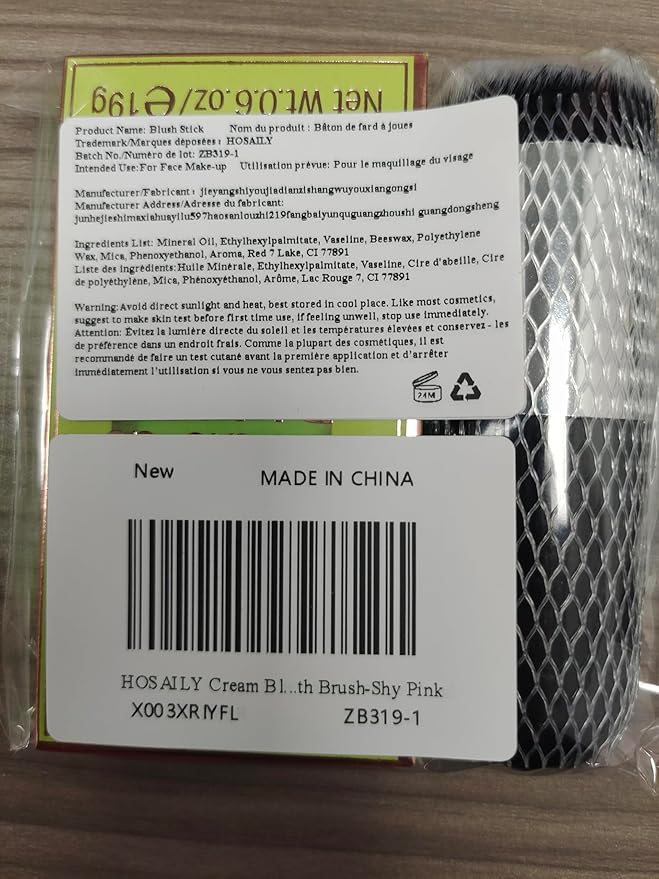 Net Wt.0.6.oz/℮19g
Product Name: Blush Stick Nom du produit : Bâton de fard à joues
Trademark/Marques déposées : HOSAILY
Batch No./Numéro de lot: ZB319-1
Intended Use:For Face Make-up Utilisation prévue: Pour le maquillage du visage
Manufacturer/Fabricant : jieyangshiyoujiadianzishangwuyouxiangongsi
Manufacturer Address/Adresse du fabricant:
junhejieshimaxiahuayilu597haosanlouzhi219fangbaiyunquguangzhoushi guangdongsheng
Ingredients List: Mineral Oil, Ethylhexylpalmitate, Vaseline, Beeswax, Polyethylene
Wax, Mica, Phenoxyethanol, Aroma, Red 7 Lake, CI 77891
Liste des ingrédients:Huile Minérale, Ethylhexylpalmitate, Vaseline, Cire d'abeille, Cire
de polyéthylène, Mica, Phénoxyéthanol, Arôme, Lac Rouge 7, CI 77891
Warning:Avoid direct sunlight and heat, best stored in cool place. Like most cosmetics,
suggest to make skin test before first time use, if feeling unwell, stop use immediately.
Attention: Évitez la lumière directe du soleil et les températures élevées et conservez - les
de préférence dans un endroit frais. Comme la plupart des cosmétiques, il est
recommandé de faire un test cutané avant la première application et d'arrêter
immédiatement l'utilisation si vous ne vous sentez pas bien.
24M
New MADE IN CHINA
HOSAILY Cream Bl...th Brush-Shy Pink
X003XRIYFL ZB319-1